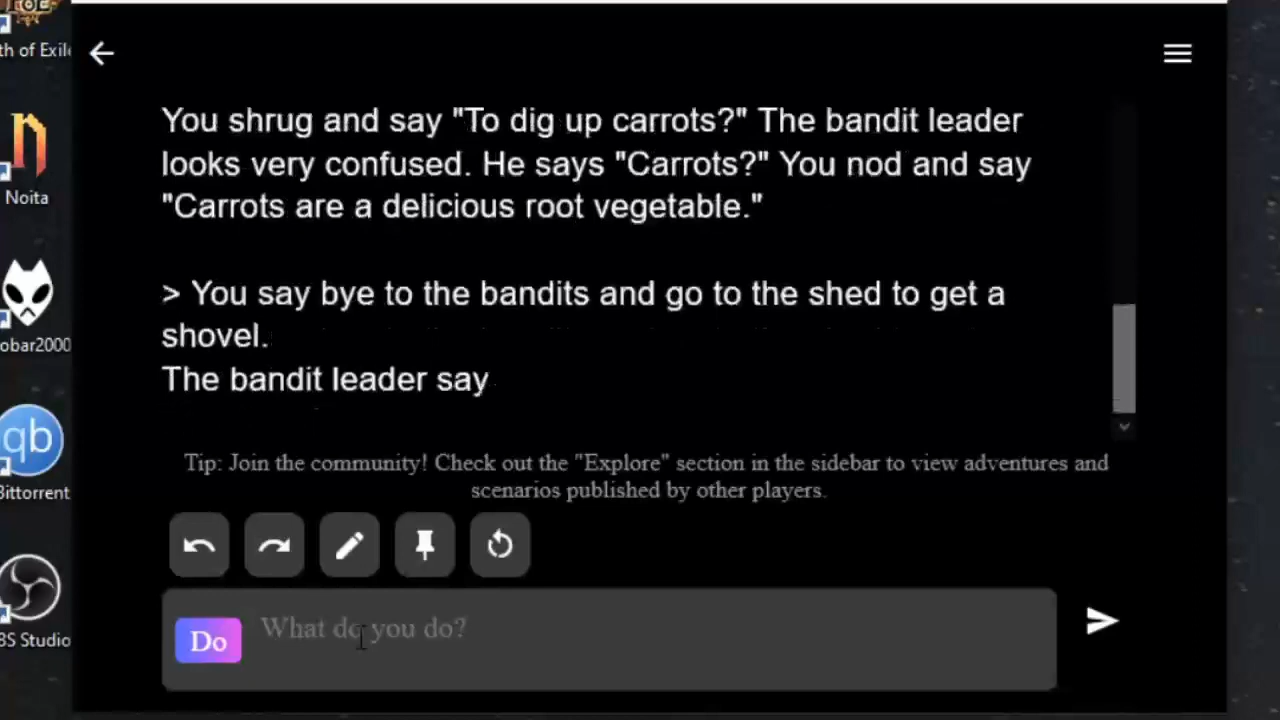 th of Exile
Noita
obar2000
qb
Bittorrent
BS Studio
You shrug and say "To dig up carrots?" The bandit leader
looks very confused. He says "Carrots?" You nod and say
"Carrots are a delicious root vegetable."
> You say bye to the bandits and go to the shed to get a
shovel.
The bandit leader say
Tip: Join the community! Check out the "Explore" section in the sidebar to view adventures and
scenarios published by other players.
Do What do you do?